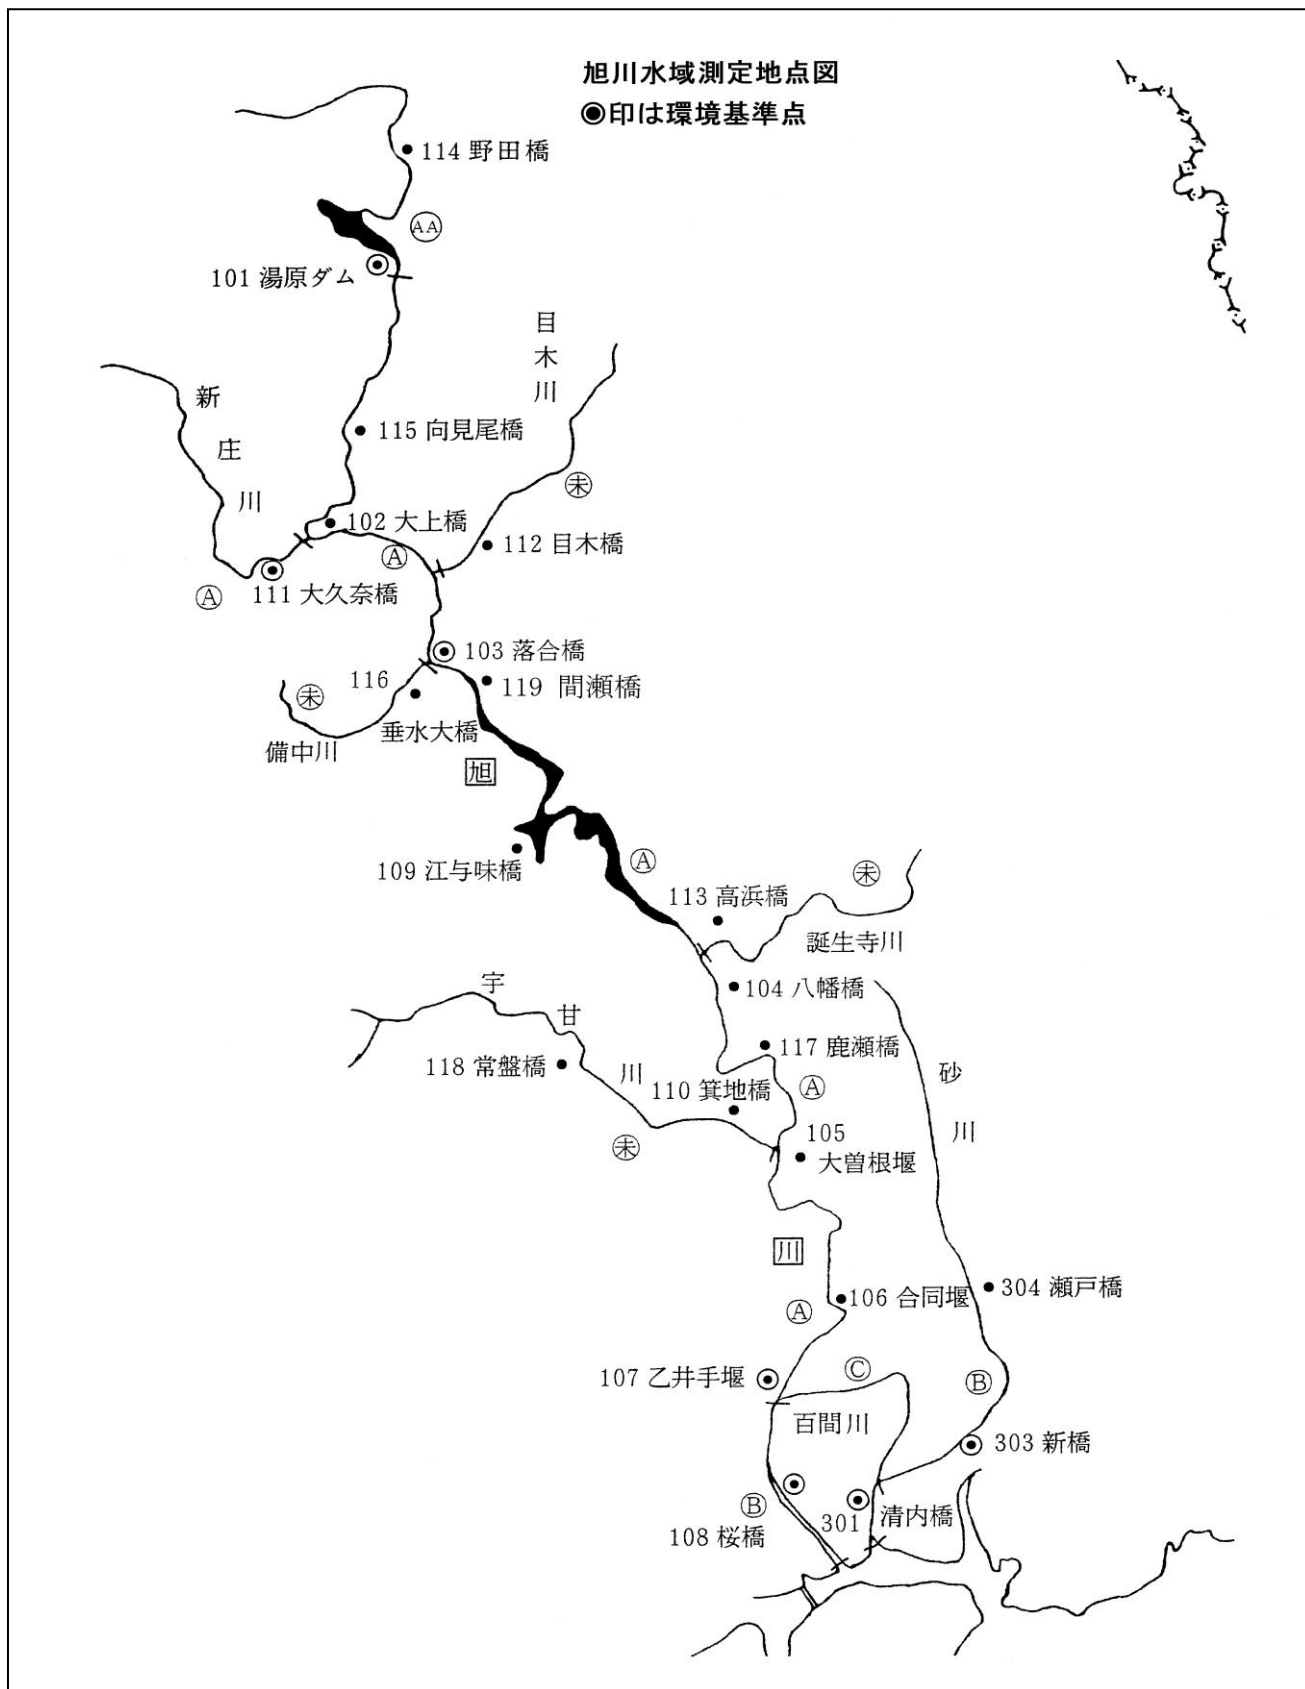 旭川水域測定地点図
◉印は環境基準点
114 野田橋
AA
101 湯原ダム
目木川
新庄川
115 向見尾橋
未
102 大上橋
A
112 目木橋
A
111 大久奈橋
103 落合橋
116
垂水大橋
119 間瀬橋
未
備中川
旭
109 江与味橋
A
未
113 高浜橋
誕生寺川
宇甘川
104 八幡橋
117 鹿瀬橋
118 常盤橋
砂川
110 箕地橋
A
未
105
大曽根堰
川
A
106 合同堰
304 瀬戸橋
107 乙井手堰
C
B
百間川
303 新橋
B
108 桜橋
301
清内橋